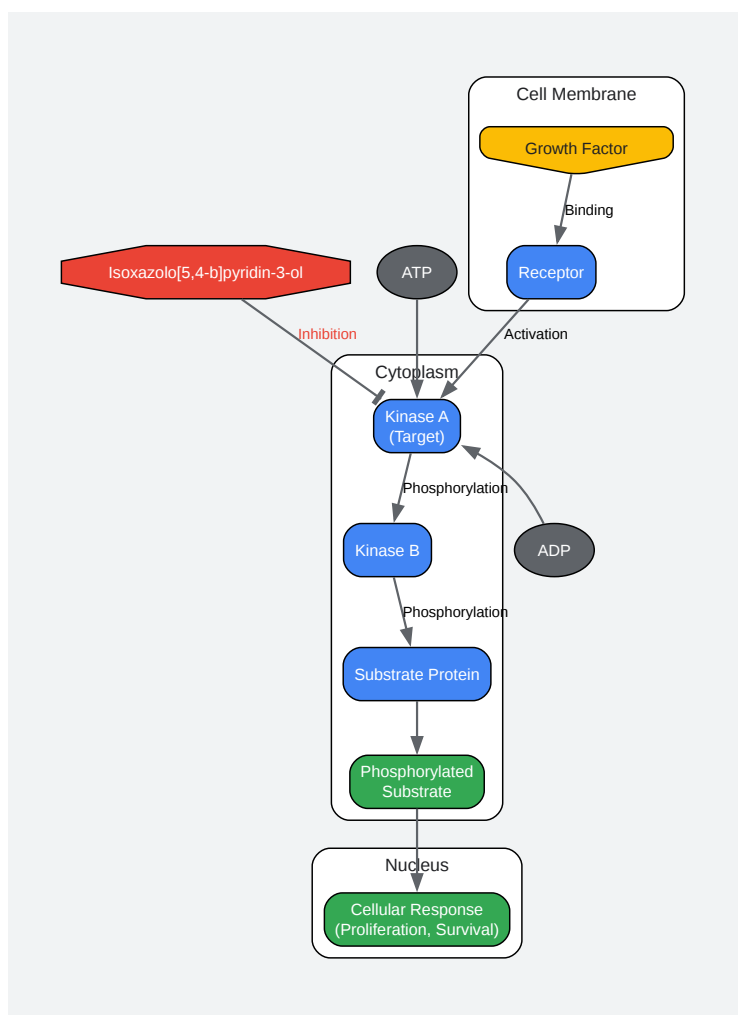 Cell Membrane
Growth Factor
Binding
Isoxazolo[5,4-b]pyridin-3-ol
ATP
Receptor
Inhibition
Activation
Cytoplasm
Kinase A
(Target)
Phosphorylation
Kinase B
ADP
Phosphorylation
Substrate Protein
Phosphorylated
Substrate
Nucleus
Cellular Response
(Proliferation, Survival)